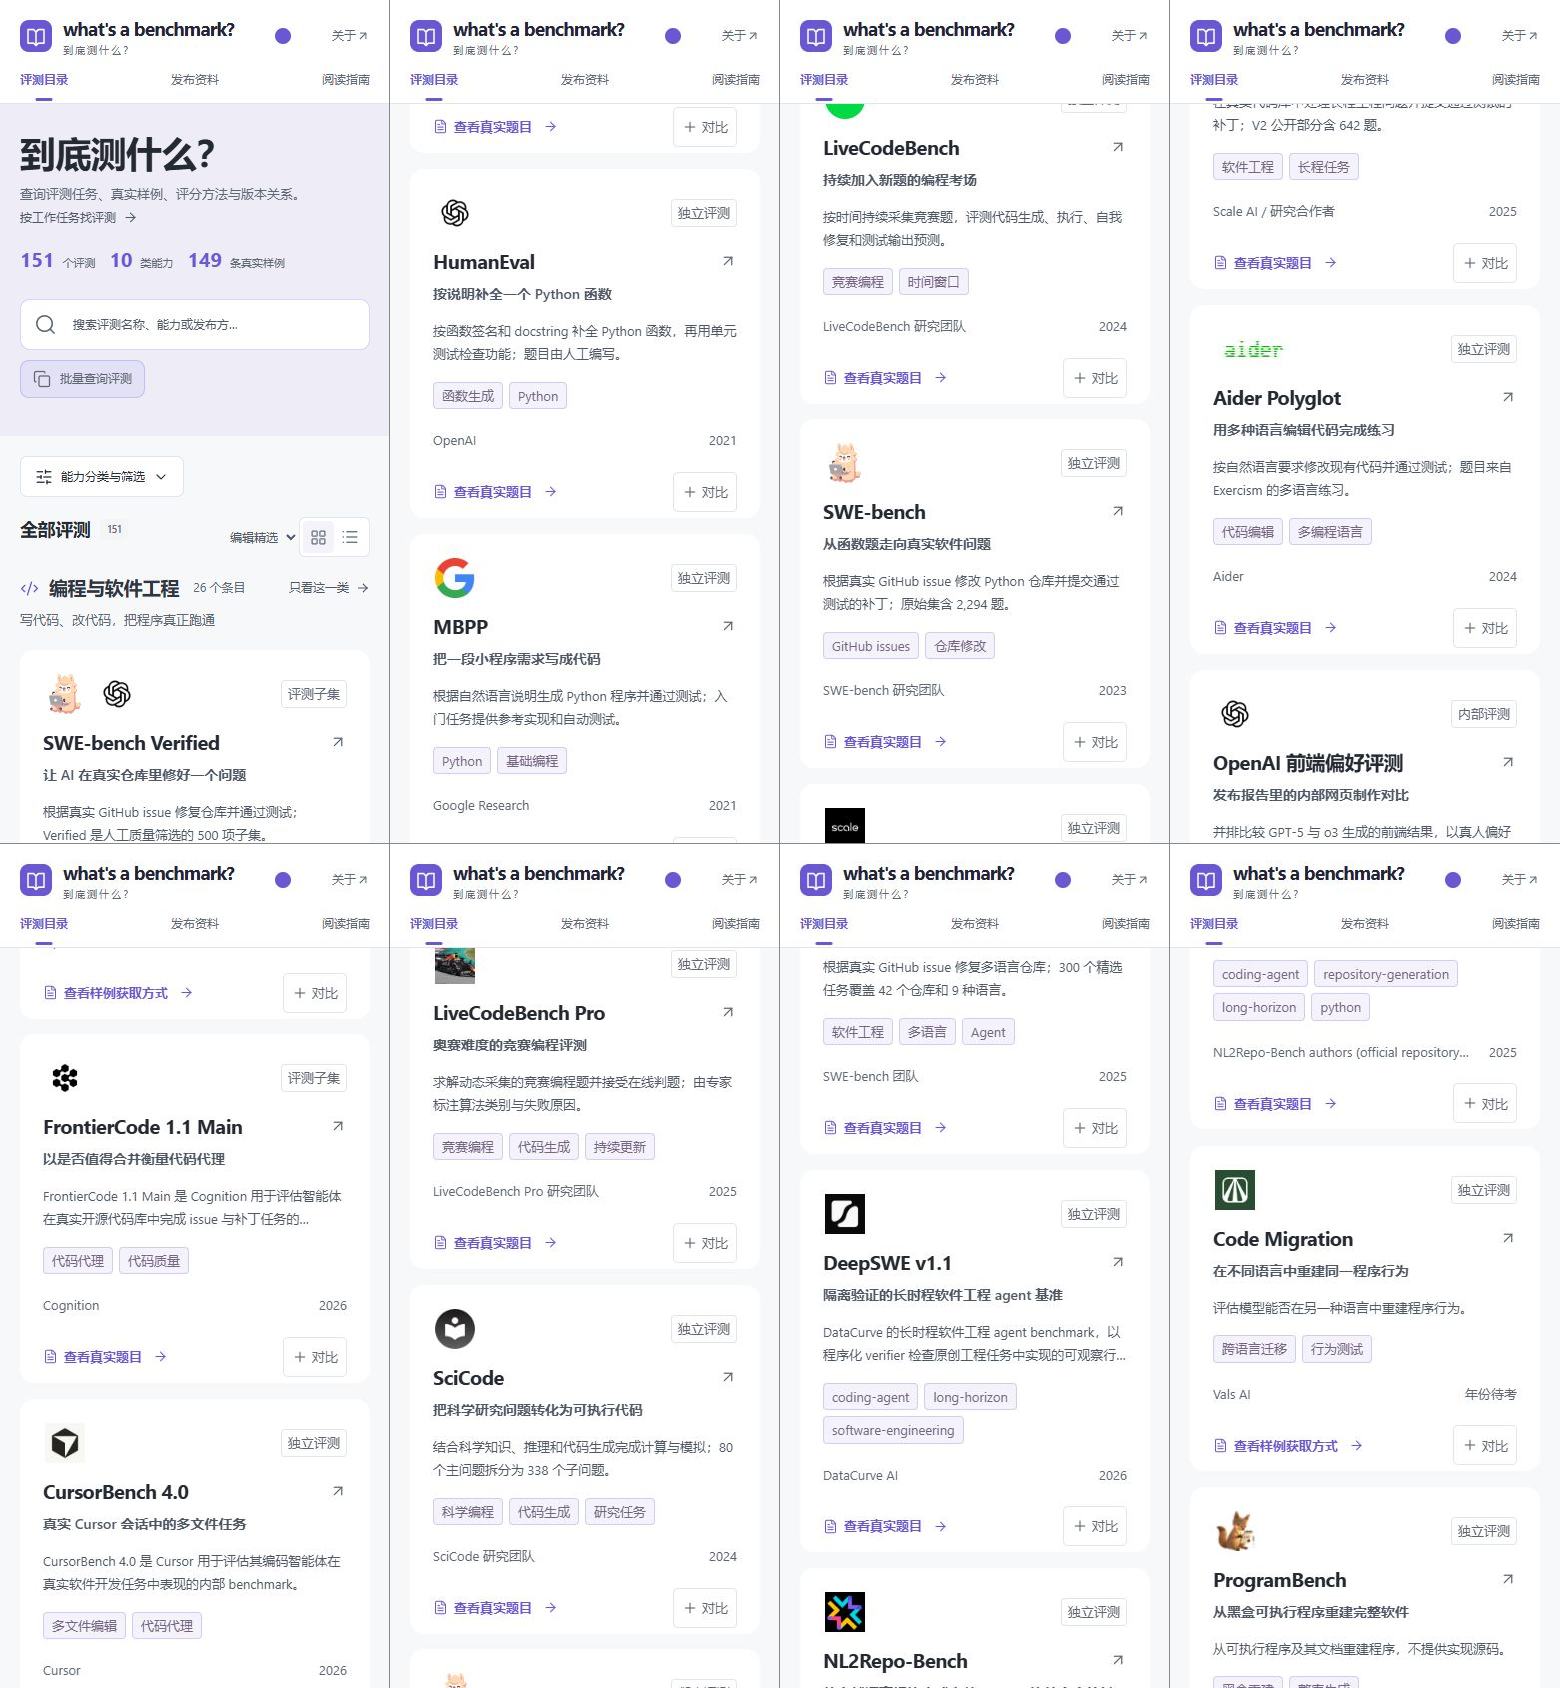 what's a benchmark?
到底测什么?
关于
评测目录
发布资料
阅读指南
到底测什么?
查询评测任务、真实样例、评分方法与版本关系。
按工作任务找评测
151 个评测 10 类能力 149 条真实样例
搜索评测名称、能力或发布方...
批量查询评测
能力分类与筛选
全部评测 151
编辑精选
编程与软件工程 26 个条目
只看这一类
写代码、改代码，把程序真正跑通
评测子集
SWE-bench Verified
让 AI 在真实仓库里修好一个问题
根据真实 GitHub issue 修复仓库并通过测试；
Verified 是人工质量筛选的 500 项子集。
what's a benchmark?
到底测什么?
关于
评测目录
发布资料
阅读指南
查看真实题目
对比
独立评测
HumanEval
按说明补全一个 Python 函数
按函数签名和 docstring 补全 Python 函数，再用单元
测试检查功能；题目由人工编写。
函数生成
Python
OpenAI
2021
查看真实题目
对比
独立评测
MBPP
把一段小程序需求写成代码
根据自然语言说明生成 Python 程序并通过测试；入
门任务提供参考实现和自动测试。
Python
基础编程
Google Research
2021
what's a benchmark?
到底测什么?
关于
评测目录
发布资料
阅读指南
LiveCodeBench
持续加入新题的编程考场
按时间持续采集竞赛题，评测代码生成、执行、自我
修复和测试输出预测。
竞赛编程
时间窗口
LiveCodeBench 研究团队
2024
查看真实题目
对比
独立评测
SWE-bench
从函数题走向真实软件问题
根据真实 GitHub issue 修改 Python 仓库并提交通过
测试的补丁；原始集含 2,294 题。
GitHub issues
仓库修改
SWE-bench 研究团队
2023
查看真实题目
对比
scale
独立评测
what's a benchmark?
到底测什么?
关于
评测目录
发布资料
阅读指南
补丁；V2 公开部分含 642 题。
软件工程
长程任务
Scale AI / 研究合作者
2025
查看真实题目
对比
aider
独立评测
Aider Polyglot
用多种语言编辑代码完成练习
按自然语言要求修改现有代码并通过测试；题目来自
Exercism 的多语言练习。
代码编辑
多编程语言
Aider
2024
查看真实题目
对比
内部评测
OpenAI 前端偏好评测
发布报告里的内部网页制作对比
并排比较 GPT-5 与 o3 生成的前端结果，以真人偏好
what's a benchmark?
到底测什么?
关于
评测目录
发布资料
阅读指南
查看样例获取方式
对比
评测子集
FrontierCode 1.1 Main
以是否值得合并衡量代码代理
FrontierCode 1.1 Main 是 Cognition 用于评估智能体
在真实开源代码库中完成 issue 与补丁任务的...
代码代理
代码质量
Cognition
2026
查看真实题目
对比
独立评测
CursorBench 4.0
真实 Cursor 会话中的多文件任务
CursorBench 4.0 是 Cursor 用于评估其编码智能体在
真实软件开发任务中表现的内部 benchmark。
多文件编辑
代码代理
Cursor
2026
what's a benchmark?
到底测什么?
关于
评测目录
发布资料
阅读指南
独立评测
LiveCodeBench Pro
奥赛难度的竞赛编程评测
求解动态采集的竞赛编程题并接受在线判题；由专家
标注算法类别与失败原因。
竞赛编程
代码生成
持续更新
LiveCodeBench Pro 研究团队
2025
查看真实题目
对比
独立评测
SciCode
把科学研究问题转化为可执行代码
结合科学知识、推理和代码生成完成计算与模拟；80
个主问题拆分为 338 个子问题。
科学编程
代码生成
研究任务
SciCode 研究团队
2024
查看真实题目
对比
what's a benchmark?
到底测什么?
关于
评测目录
发布资料
阅读指南
根据真实 GitHub issue 修复多语言仓库；300 个精选
任务覆盖 42 个仓库和 9 种语言。
软件工程
多语言
Agent
SWE-bench 团队
2025
查看真实题目
对比
独立评测
DeepSWE v1.1
隔离验证的长时程软件工程 agent 基准
DataCurve 的长时程软件工程 agent benchmark，以
程序化 verifier 检查原创工程任务中实现的可观察行...
coding-agent
long-horizon
software-engineering
DataCurve AI
2026
查看真实题目
对比
独立评测
NL2Repo-Bench
what's a benchmark?
到底测什么?
关于
评测目录
发布资料
阅读指南
coding-agent
repository-generation
long-horizon
python
NL2Repo-Bench authors (official repository...
2025
查看真实题目
对比
独立评测
Code Migration
在不同语言中重建同一程序行为
评估模型能否在另一种语言中重建程序行为。
跨语言迁移
行为测试
Vals AI
年份待考
查看样例获取方式
对比
独立评测
ProgramBench
从黑盒可执行程序重建完整软件
从可执行程序及其文档重建程序，不提供实现源码。